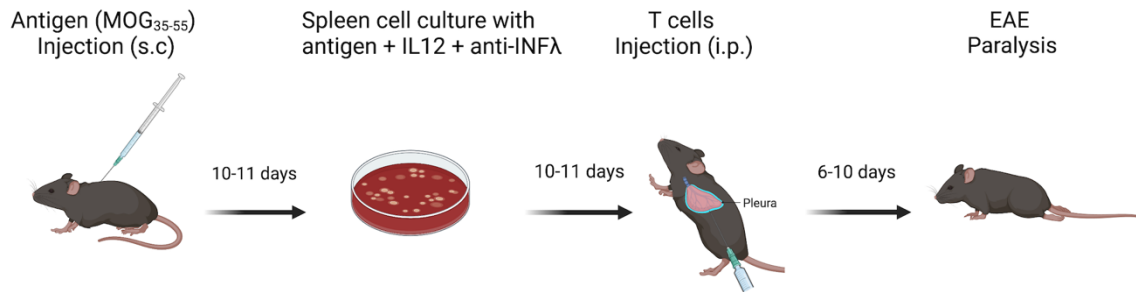 Antigen (MOG35-55)
Injection (s.c)
Spleen cell culture with
antigen + IL12 + anti-INFλ
T cells
Injection (i.p.)
EAE
Paralysis
10-11 days
10-11 days
6-10 days
Pleura